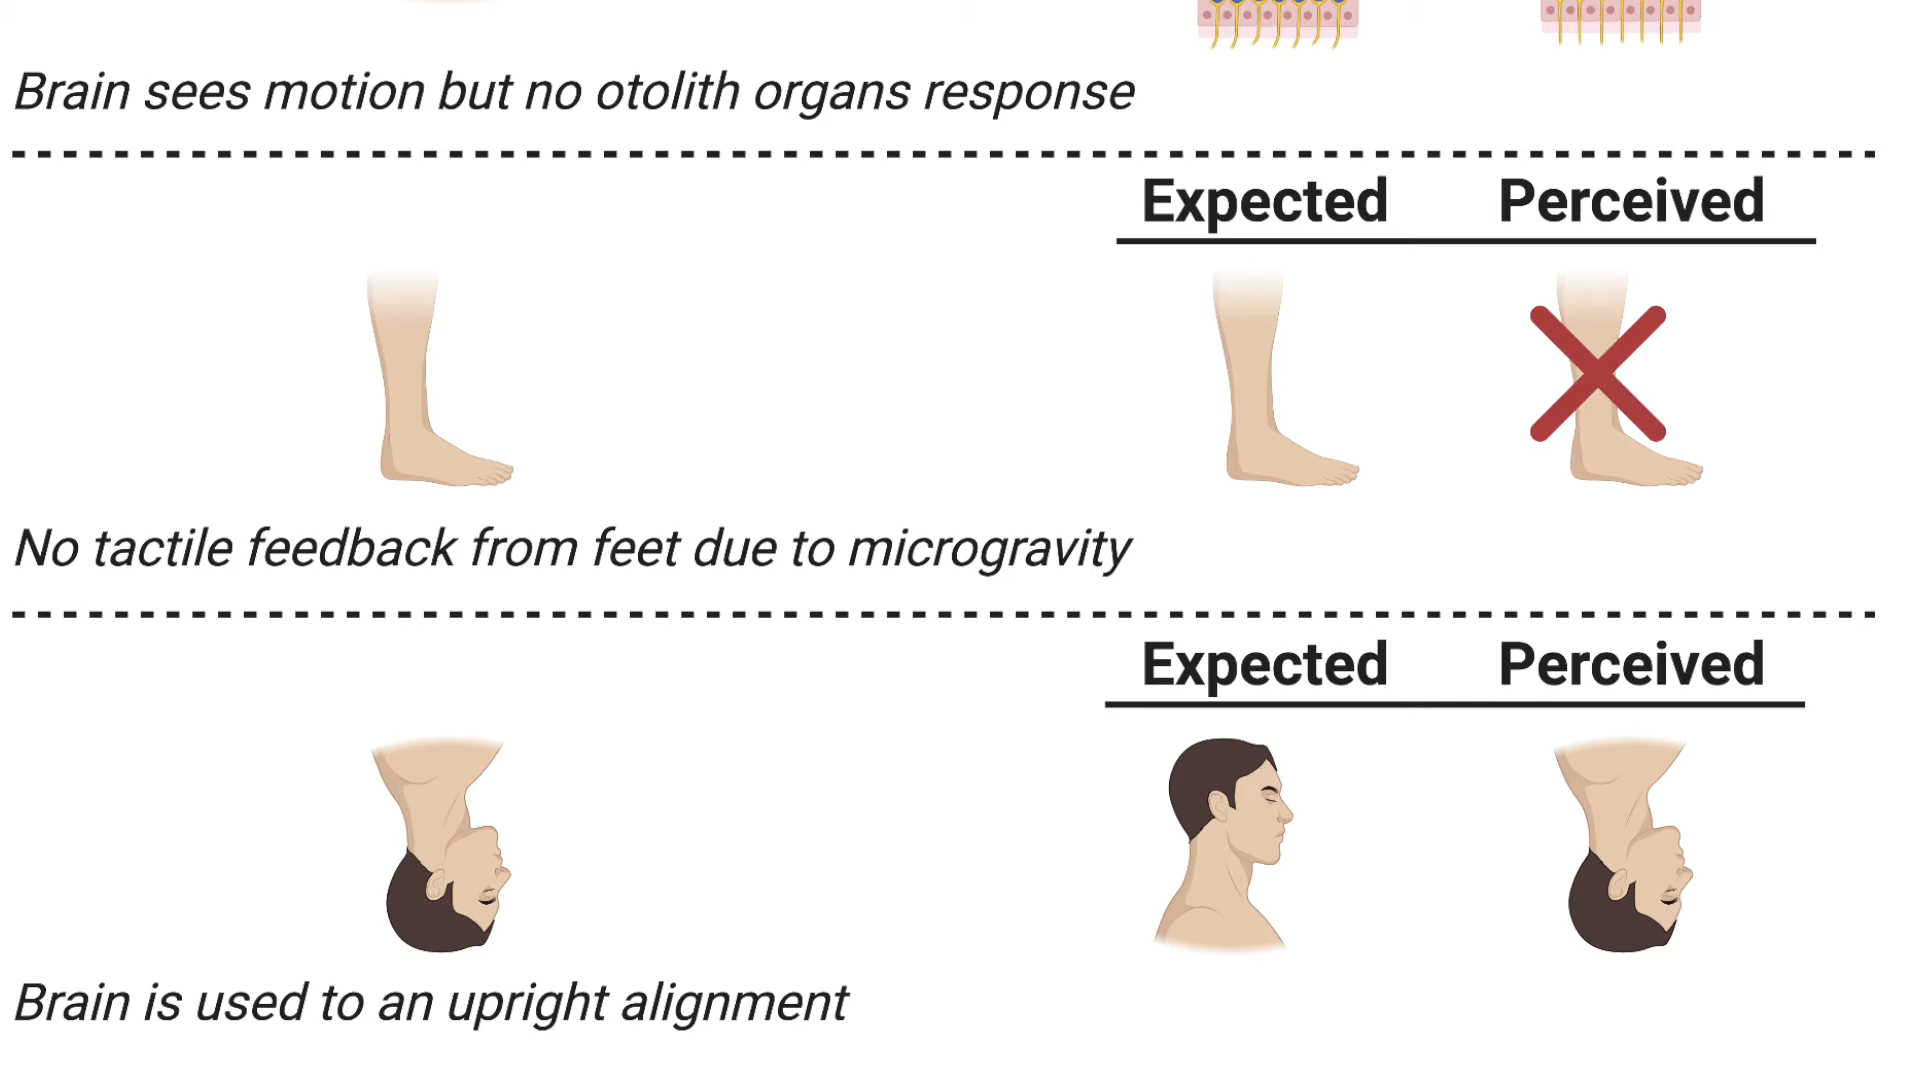 Brain sees motion but no otolith organs response
Expected Perceived
No tactile feedback from feet due to microgravity
Expected Perceived
Brain is used to an upright alignment